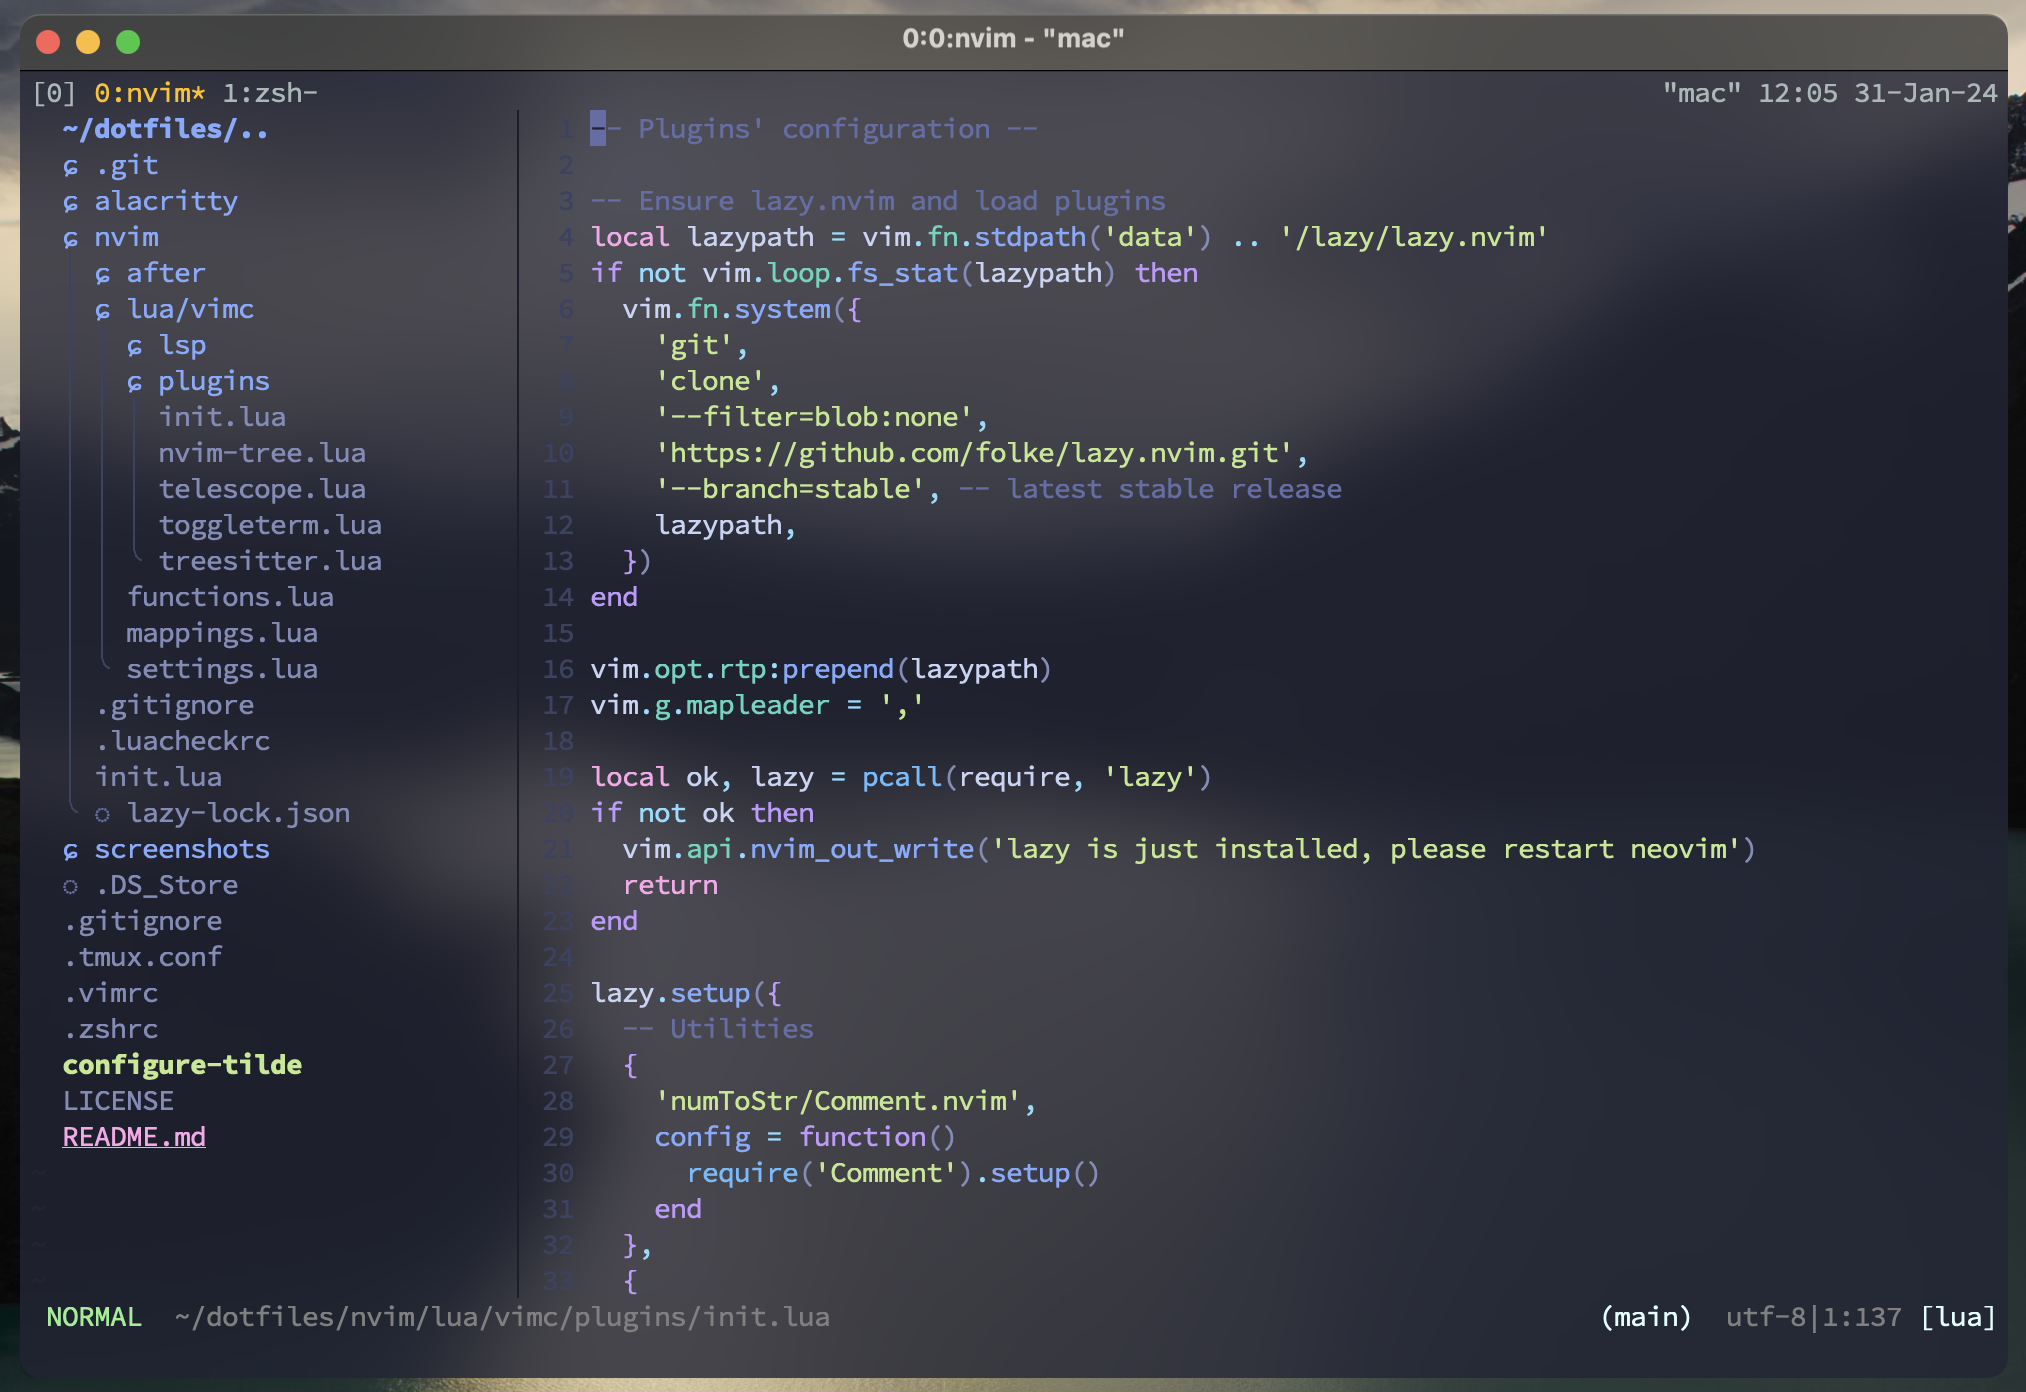 0:0:nvim - "mac"
[0] 0:nvim* 1:zsh- "mac" 12:05 31-Jan-24
~/dotfiles/..
.git
alacritty
nvim
after
lua/vimc
lsp
plugins
init.lua
nvim-tree.lua
telescope.lua
toggleterm.lua
treesitter.lua
functions.lua
mappings.lua
settings.lua
.gitignore
.luacheckrc
init.lua
lazy-lock.json
screenshots
.DS_Store
.gitignore
.tmux.conf
.vimrc
.zshrc
configure-tilde
LICENSE
README.md
~
~
~
~
1 -- Plugins' configuration --
2
3 -- Ensure lazy.nvim and load plugins
4 local lazypath = vim.fn.stdpath('data') .. '/lazy/lazy.nvim'
5 if not vim.loop.fs_stat(lazypath) then
6   vim.fn.system({
7     'git',
8     'clone',
9     '--filter=blob:none',
10     'https://github.com/folke/lazy.nvim.git',
11     '--branch=stable', -- latest stable release
12     lazypath,
13   })
14 end
15
16 vim.opt.rtp:prepend(lazypath)
17 vim.g.mapleader = ','
18
19 local ok, lazy = pcall(require, 'lazy')
20 if not ok then
21   vim.api.nvim_out_write('lazy is just installed, please restart neovim')
22   return
23 end
24
25 lazy.setup({
26   -- Utilities
27   {
28     'numToStr/Comment.nvim',
29     config = function()
30       require('Comment').setup()
31     end
32   },
33   {
NORMAL ~/dotfiles/nvim/lua/vimc/plugins/init.lua (main) utf-8|1:137 [lua]